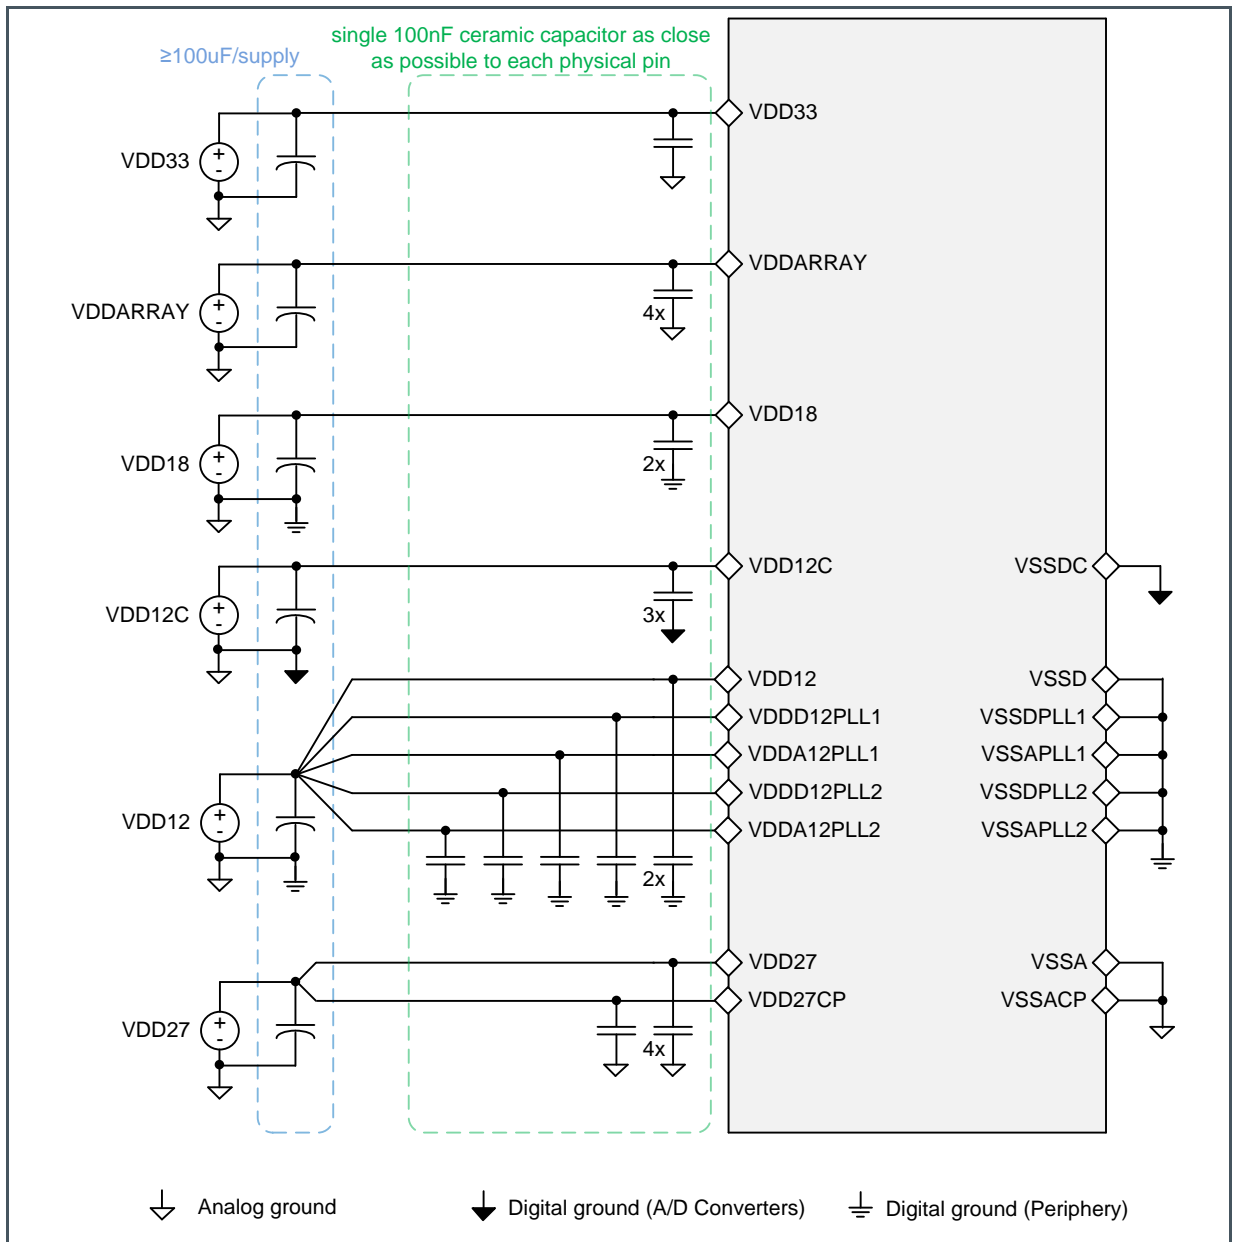 ≥100uF/supply
single 100nF ceramic capacitor as close
as possible to each physical pin
VDD33
+
-
VDD33
VDDARRAY
+
-
4x
VDDARRAY
VDD18
+
-
2x
VDD18
VDD12C
+
-
3x
VDD12C
VSSDC
VDD12
+
-
2x
VDD12
VDDD12PLL1
VDDA12PLL1
VDDD12PLL2
VDDA12PLL2
VSSD
VSSDPLL1
VSSAPLL1
VSSDPLL2
VSSAPLL2
VDD27
+
-
4x
VDD27
VDD27CP
VSSA
VSSACP
Analog ground
Digital ground (A/D Converters)
Digital ground (Periphery)